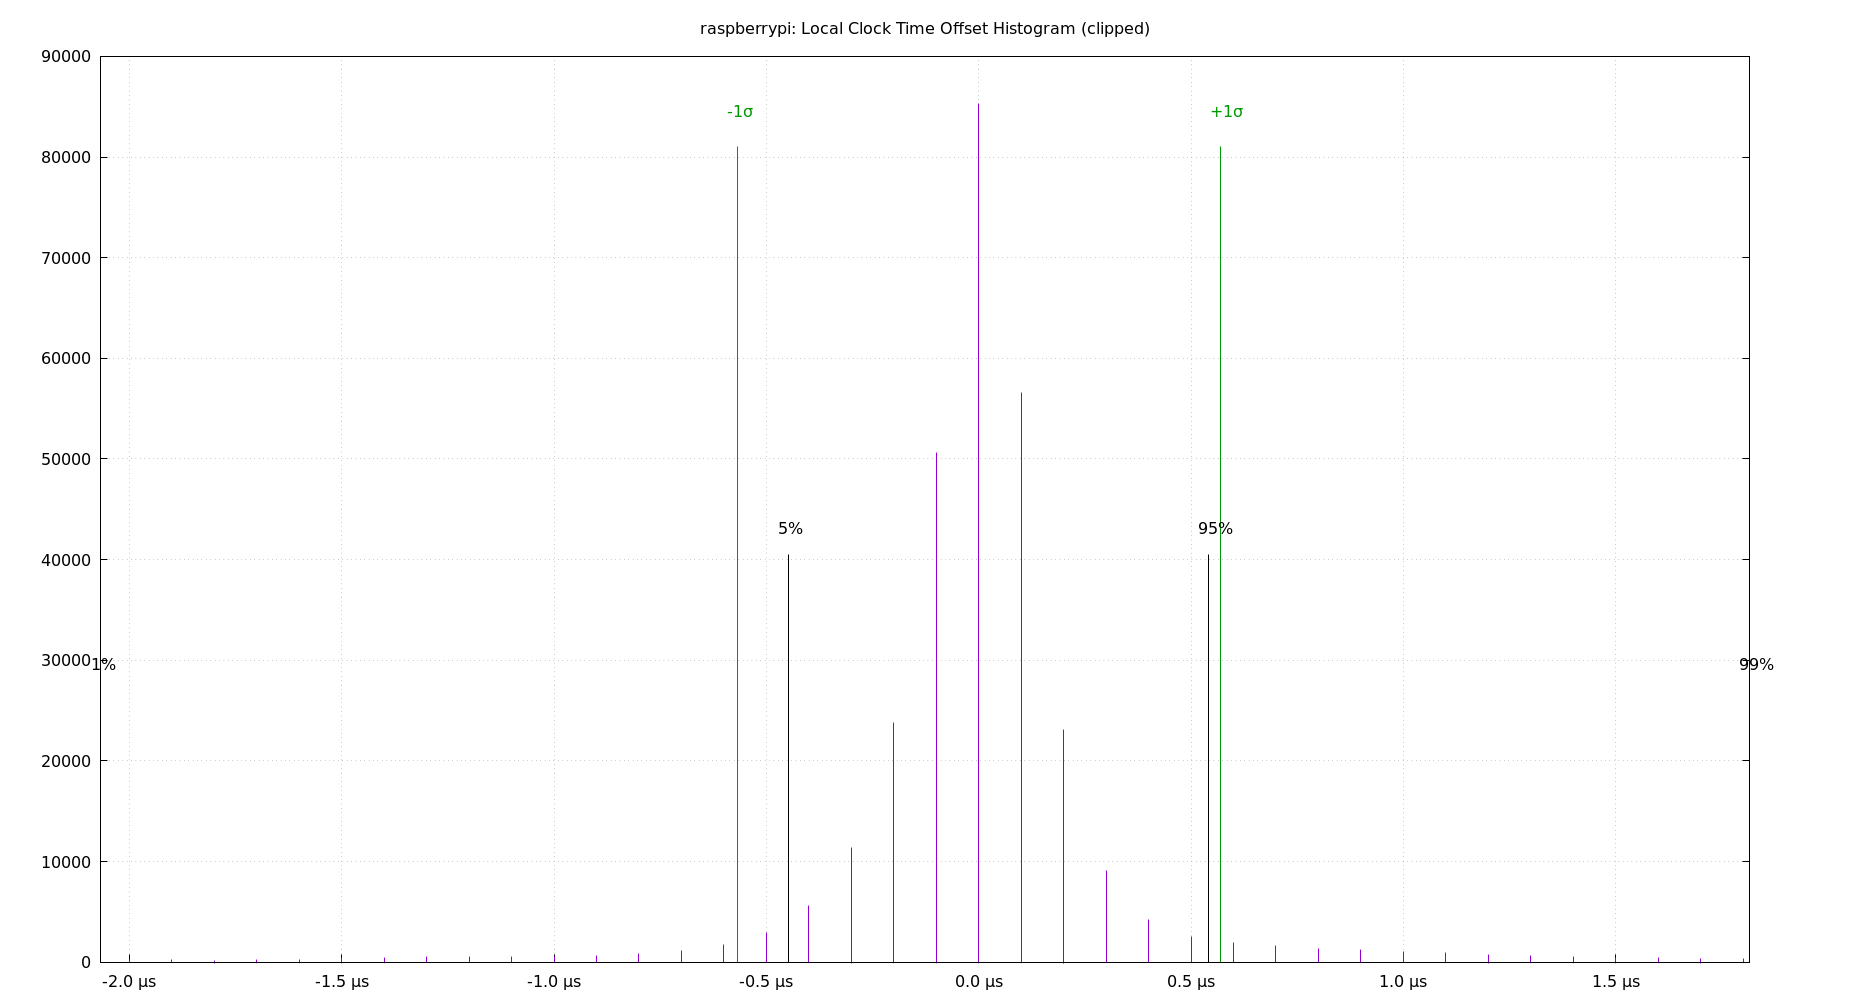 raspberrypi: Local Clock Time Offset Histogram (clipped)
90000
-1σ +1σ
80000
70000
60000
50000
5% 95%
40000
30000 1% 99%
20000
10000
0
-2.0 µs -1.5 µs -1.0 µs -0.5 µs 0.0 µs 0.5 µs 1.0 µs 1.5 µs